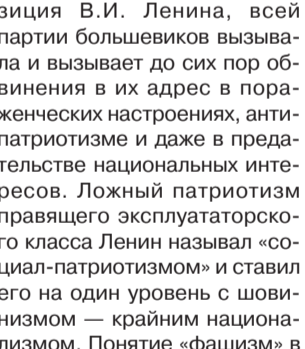 зиция В.И. Ленина, всей
партии большевиков вызыва-
ла и вызывает до сих пор об-
винения в их адрес в пора-
женческих настроениях, анти-
патриотизме и даже в преда-
тельстве национальных инте-
ресов. Ложный патриотизм
правящего эксплуататорско-
го класса Ленин называл «со-
циал-патриотизмом» и ставил
его на один уровень с шови-
низмом — крайним национа-
лизмом. Понятие «фашизм» в